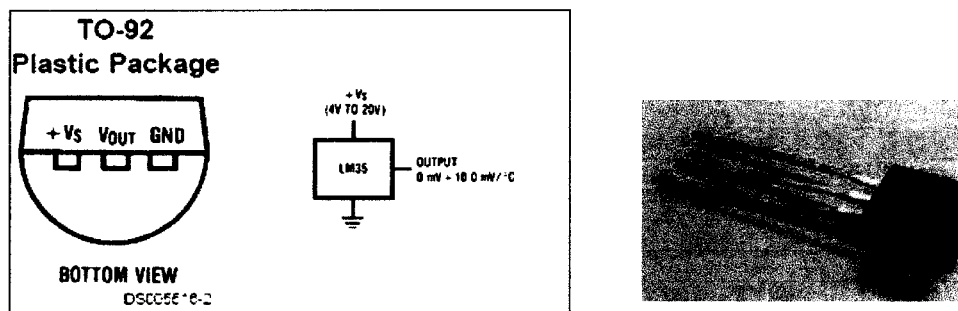 TO-92
Plastic Package
+VS VOUT GND
BOTTOM VIEW
+VS
(4V TO 20V)
LM35
OUTPUT
0 mV + 10 0 mV/°C